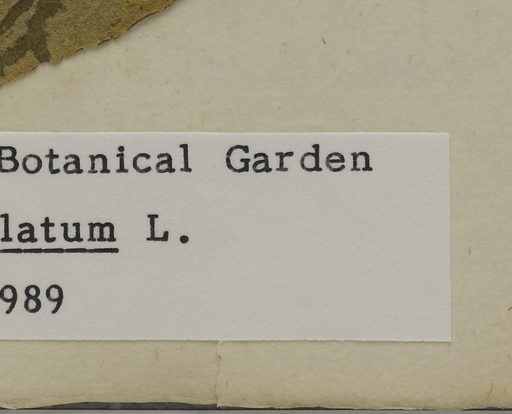 Botanical Garden
latum L.
989